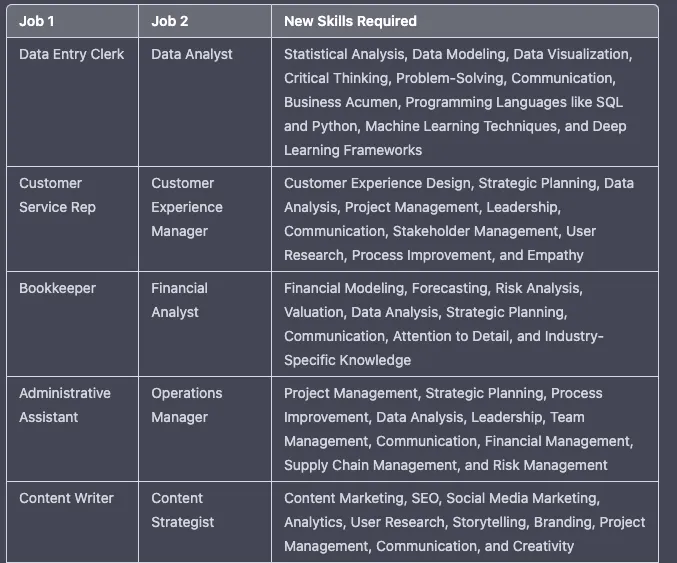 Job 1 Job 2 New Skills Required
Data Entry Clerk Data Analyst Statistical Analysis, Data Modeling, Data Visualization,
Critical Thinking, Problem-Solving, Communication,
Business Acumen, Programming Languages like SQL
and Python, Machine Learning Techniques, and Deep
Learning Frameworks
Customer Customer Customer Experience Design, Strategic Planning, Data
Service Rep Experience Analysis, Project Management, Leadership,
Manager Communication, Stakeholder Management, User
Research, Process Improvement, and Empathy
Bookkeeper Financial Financial Modeling, Forecasting, Risk Analysis,
Analyst Valuation, Data Analysis, Strategic Planning,
Communication, Attention to Detail, and Industry-
Specific Knowledge
Administrative Operations Project Management, Strategic Planning, Process
Assistant Manager Improvement, Data Analysis, Leadership, Team
Management, Communication, Financial Management,
Supply Chain Management, and Risk Management
Content Writer Content Content Marketing, SEO, Social Media Marketing,
Strategist Analytics, User Research, Storytelling, Branding, Project
Management, Communication, and Creativity